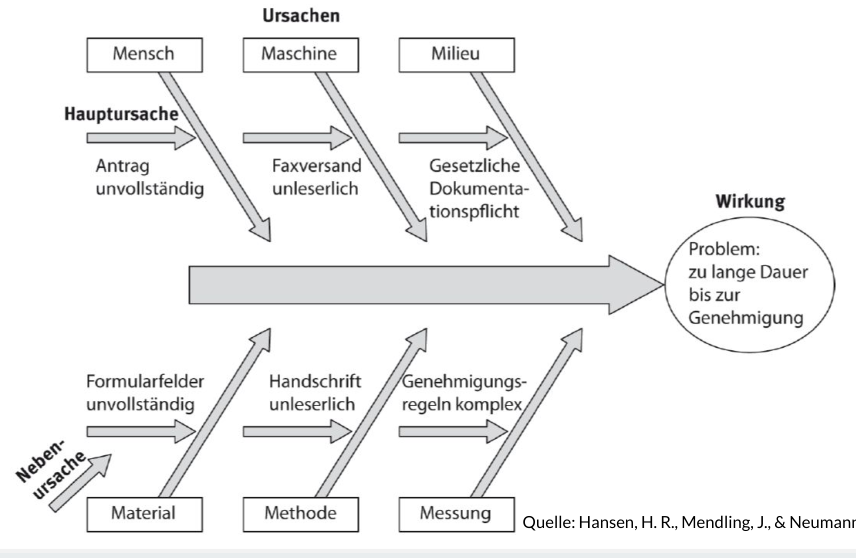 Ursachen
Mensch
Maschine
Milieu
Hauptursache
Antrag
unvollständig
Faxversand
unleserlich
Gesetzliche
Dokumenta-
tionspflicht
Wirkung
Problem:
zu lange Dauer
bis zur
Genehmigung
Formularfelder
unvollständig
Handschrift
unleserlich
Genehmigungs-
regeln komplex
Neben-
ursache
Material
Methode
Messung
Quelle: Hansen, H. R., Mendling, J., & Neumann